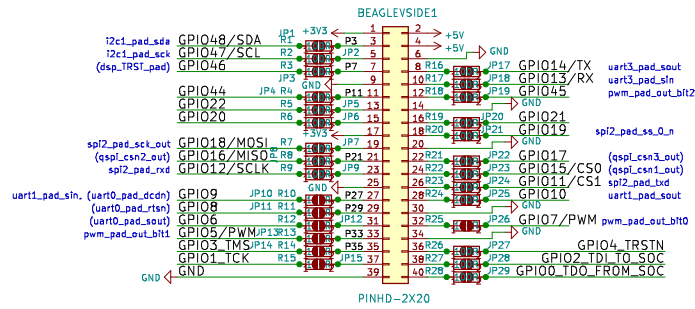 BEAGLEVSIDE1
JP1 +3V3 1 2 +5V
i2c1_pad_sda GPIO48/SDA R1 P3 3 4 +5V
i2c1_pad_sck GPIO47/SCL R2 JP2 5 6 GND
(dsp_TRST_pad) GPIO46 R3 P7 7 8 R16 JP17 GPIO14/TX uart3_pad_sout
JP3 GND 9 10 R17 JP18 GPIO13/RX uart3_pad_sin
GPIO44 JP4 R4 P11 11 12 R18 JP19 GPIO45 pwm_pad_out_bit2
GPIO22 R5 JP5 13 14 GND
GPIO20 R6 JP6 15 16 R19 JP20 GPIO21
+3V3 17 18 R20 JP21 GPIO19 spi2_pad_ss_0_n
spi2_pad_sck_out GPIO18/MOSI R7 JP7 19 20 GND
(qspi_csn2_out) GPIO16/MISO JP8 R8 P21 21 22 R21 JP22 GPIO17 (qspi_csn3_out)
spi2_pad_rxd GPIO12/SCLK R9 JP9 23 24 R22 JP23 GPIO15/CS0 (qspi_csn1_out)
GND 25 26 R23 JP24 GPIO11/CS1 spi2_pad_txd
uart1_pad_sin, (uart0_pad_dcdn) GPIO9 JP10 R10 P27 27 28 R24 JP25 GPIO10 uart1_pad_sout
(uart0_pad_rtsn) GPIO8 JP11 R11 P29 29 30 GND
(uart0_pad_sout) GPIO6 R12 JP12 31 32 R25 JP26 GPIO7/PWM pwm_pad_out_bit0
pwm_pad_out_bit1 GPIO5/PWM JP13 R13 P33 33 34 GND
GPIO3_TMS JP14 R14 P35 35 36 R26 JP27 GPIO4_TRSTN
GPIO1_TCK R15 JP15 37 38 R27 JP28 GPIO2_TDI_TO_SOC
GND GND 39 40 R28 JP29 GPIO0_TDO_FROM_SOC
PINHD-2X20